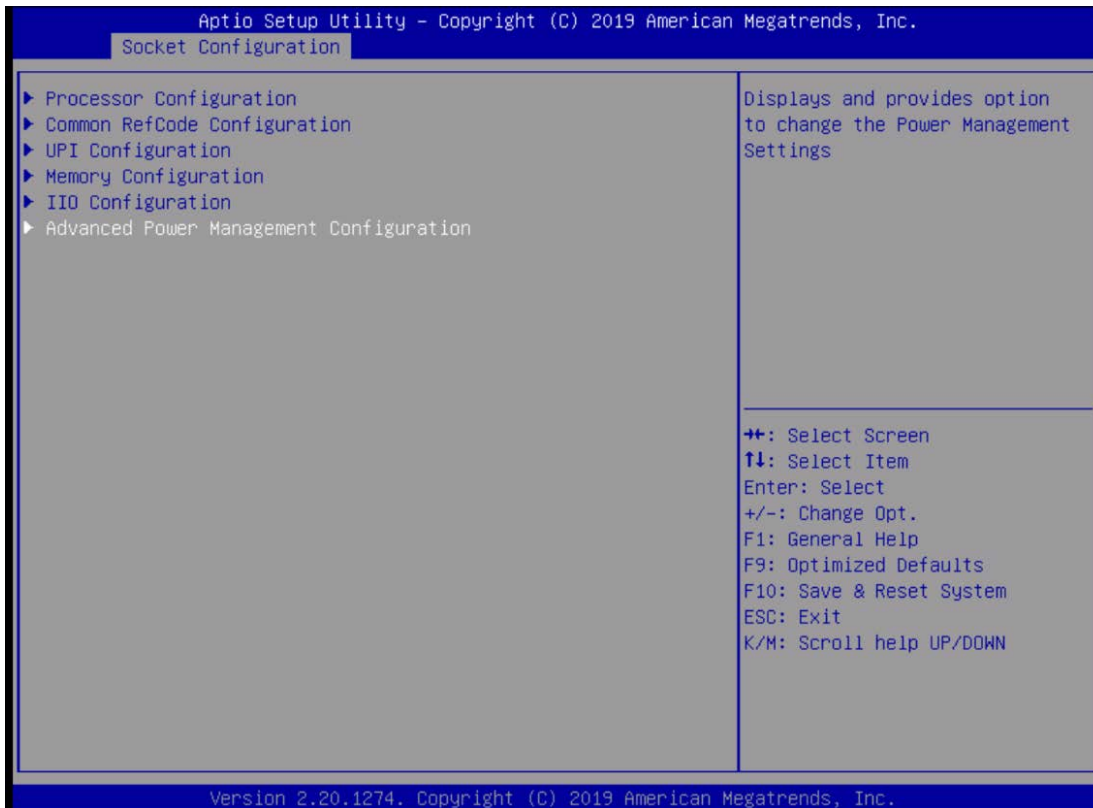 Aptio Setup Utility – Copyright (C) 2019 American Megatrends, Inc.
Socket Configuration
▶ Processor Configuration
▶ Common RefCode Configuration
▶ UPI Configuration
▶ Memory Configuration
▶ IIO Configuration
▶ Advanced Power Management Configuration
Displays and provides option
to change the Power Management
Settings
→←: Select Screen
↑↓: Select Item
Enter: Select
+/-: Change Opt.
F1: General Help
F9: Optimized Defaults
F10: Save & Reset System
ESC: Exit
K/M: Scroll help UP/DOWN
Version 2.20.1274. Copyright (C) 2019 American Megatrends, Inc.